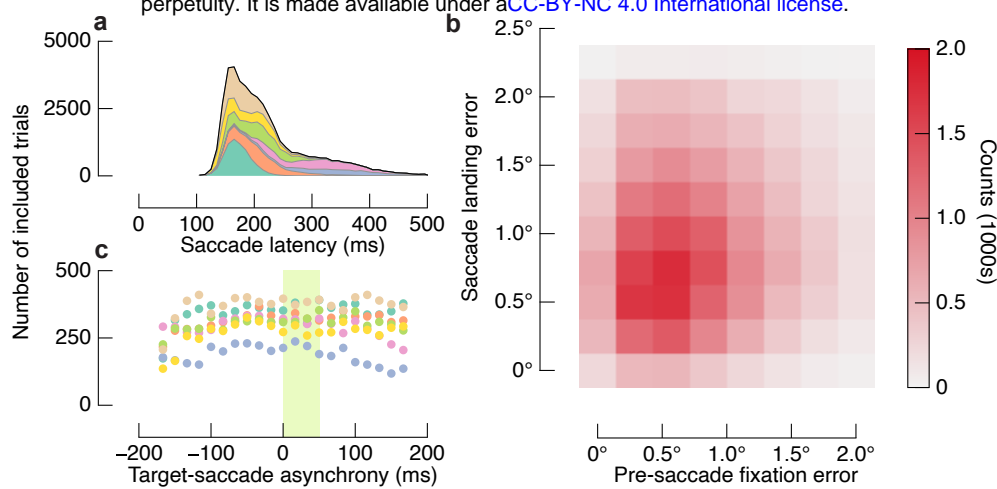 perpetuity. It is made available under aCC-BY-NC 4.0 International license.
a
5000
2500
0
0 100 200 300 400 500
Saccade latency (ms)
Number of included trials
c
500
250
0
−200 −100 0 100 200
Target-saccade asynchrony (ms)
b
2.5°
2.0°
1.5°
1.0°
0.5°
0°
Saccade landing error
0° 0.5° 1.0° 1.5° 2.0°
Pre-saccade fixation error
2.0
1.5
1.0
0.5
0
Counts (1000s)